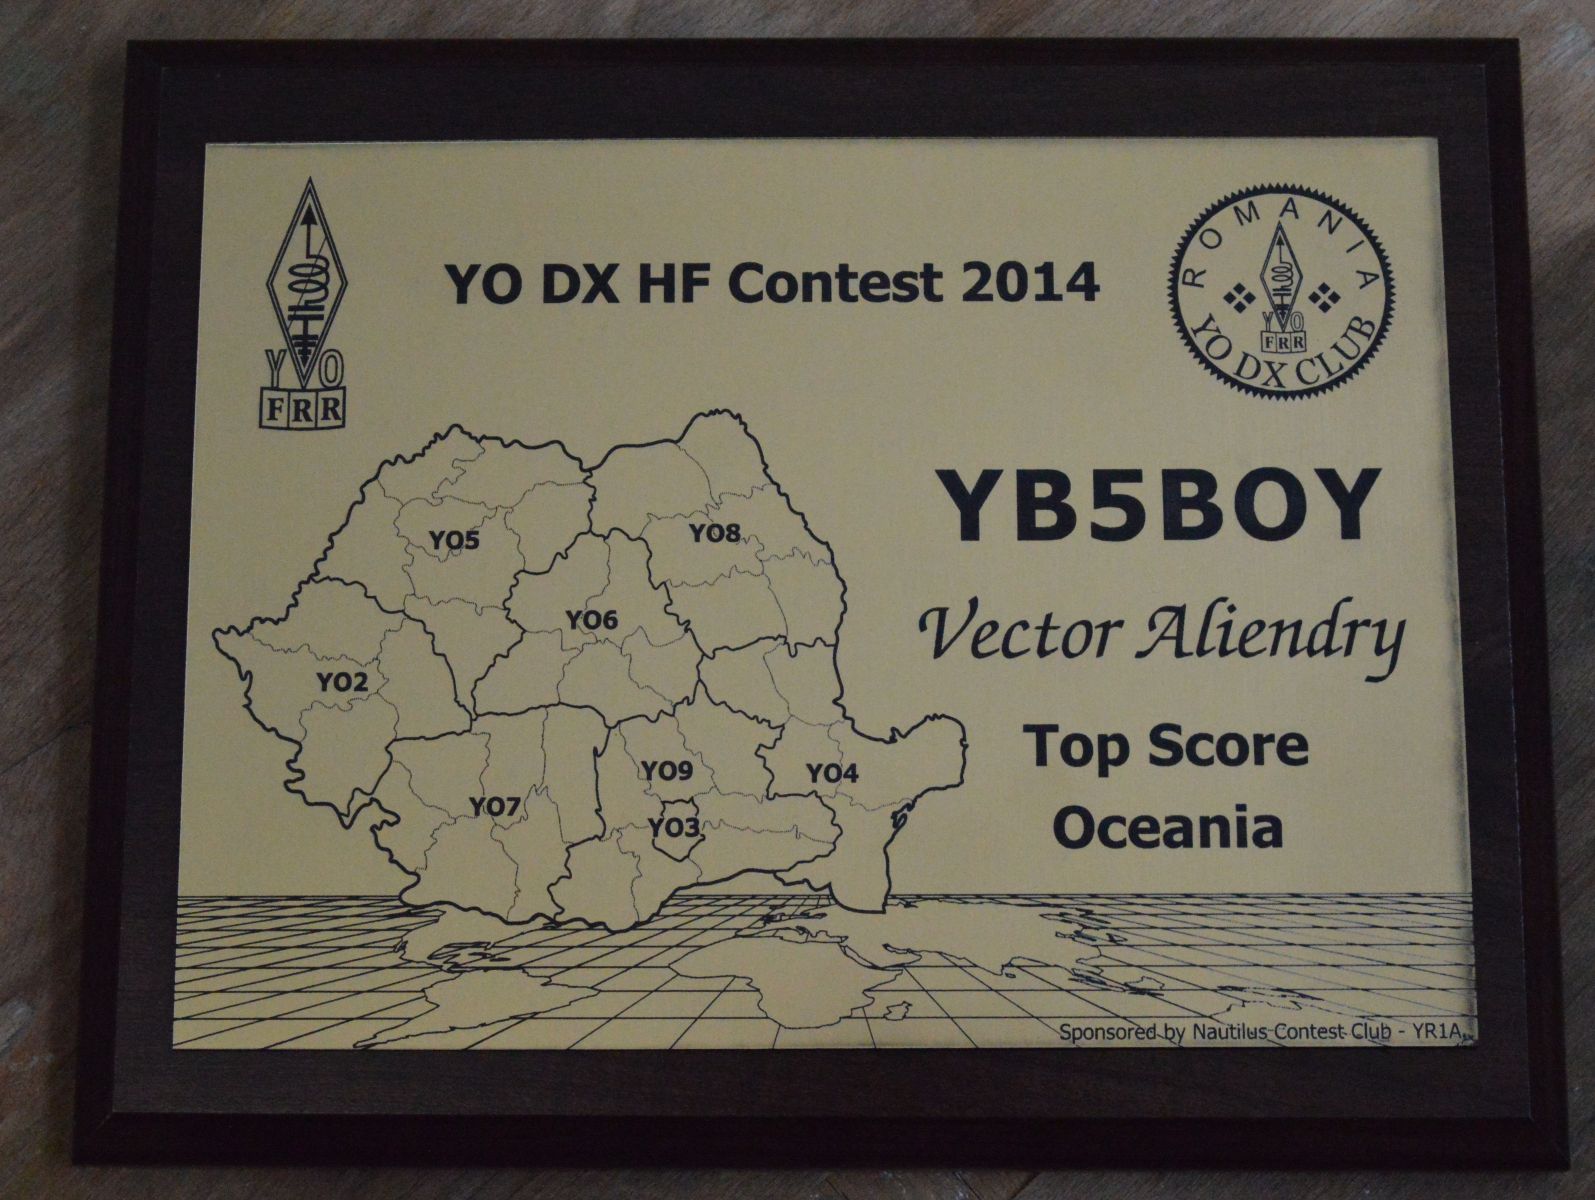 YO DX HF Contest 2014
YO
FRR
ROMANIA
YO
FRR
YO DX CLUB
YB5BOY
Vector Aliendry
Top Score
Oceania
YO5
YO8
YO6
YO2
YO9
YO4
YO7
YO3
Sponsored by Nautilus Contest Club - YR1A